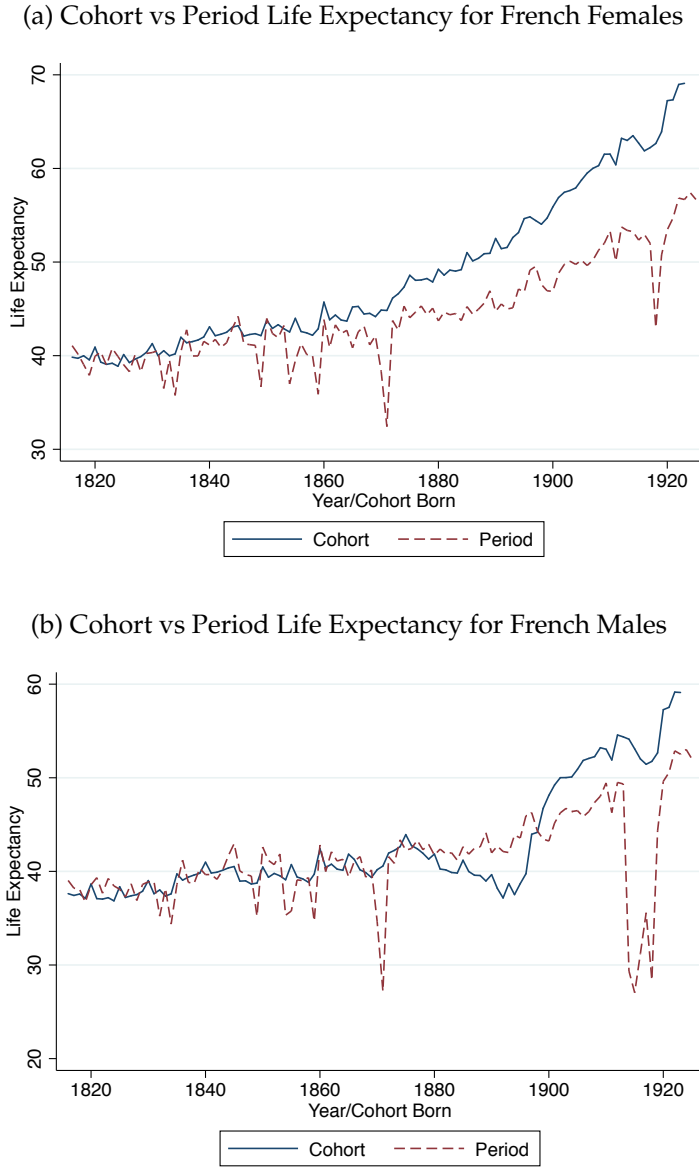 (a) Cohort vs Period Life Expectancy for French Females
70
60
50
40
30
Life Expectancy
1820 1840 1860 1880 1900 1920
Year/Cohort Born
Cohort Period
(b) Cohort vs Period Life Expectancy for French Males
60
50
40
30
20
Life Expectancy
1820 1840 1860 1880 1900 1920
Year/Cohort Born
Cohort Period